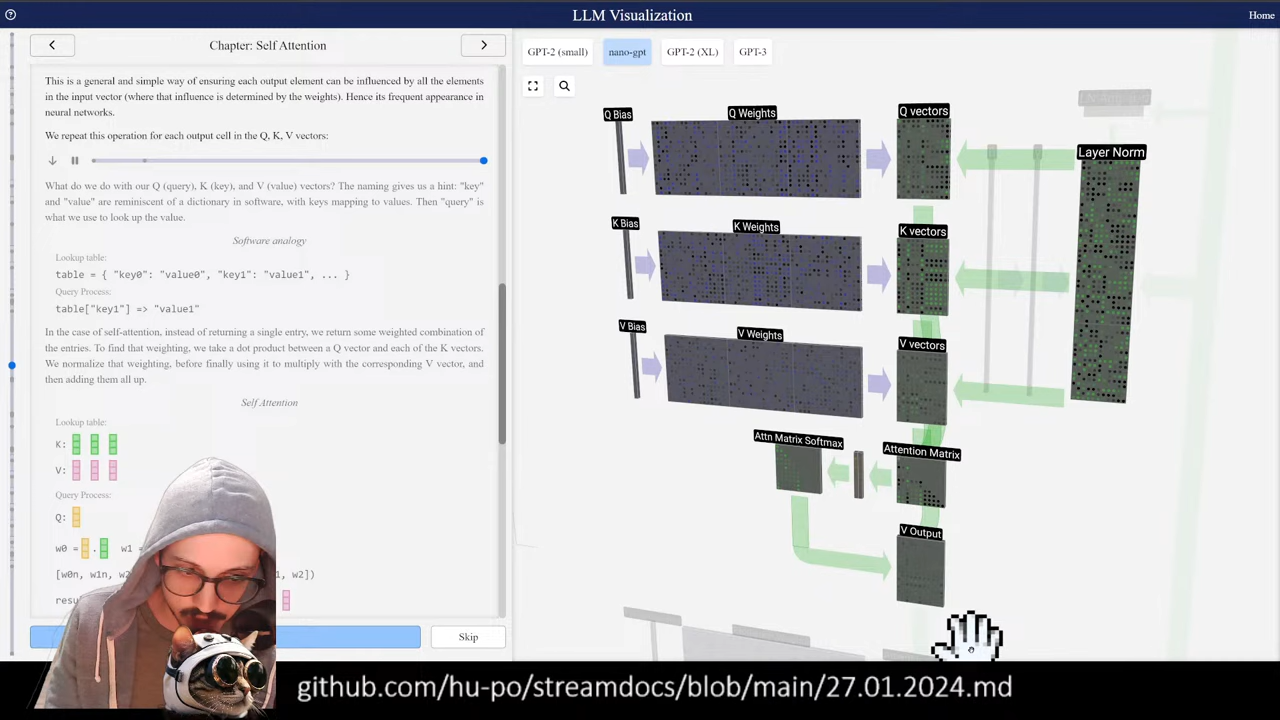 LLM Visualization
Home
Chapter: Self Attention
This is a general and simple way of ensuring each output element can be influenced by all the elements
in the input vector (where that influence is determined by the weights). Hence its frequent appearance in
neural networks.
We repeat this operation for each output cell in the Q, K, V vectors:
What do we do with our Q (query), K (key), and V (value) vectors? The naming gives us a hint: "key"
and "value" are reminiscent of a dictionary in software, with keys mapping to values. Then "query" is
what we use to look up the value.
Software analogy
Lookup table:
table = { "key0": "value0", "key1": "value1", ... }
Query Process:
table["key1"] => "value1"
In the case of self-attention, instead of returning a single entry, we return some weighted combination of
the entries. To find that weighting, we take a dot product between a Q vector and each of the K vectors.
We normalize that weighting, before finally using it to multiply with the corresponding V vector, and
then adding them all up.
Self Attention
Lookup table:
K:
V:
Query Process:
Q:
w0 = . w1 =
[w0n, w1n, w2 1, w2])
resu
Skip
GPT-2 (small)
nano-gpt
GPT-2 (XL)
GPT-3
Q Bias
Q Weights
Q vectors
Layer Norm
K Bias
K Weights
K vectors
V Bias
V Weights
V vectors
Attn Matrix Softmax
Attention Matrix
V Output
github.com/hu-po/streamdocs/blob/main/27.01.2024.md